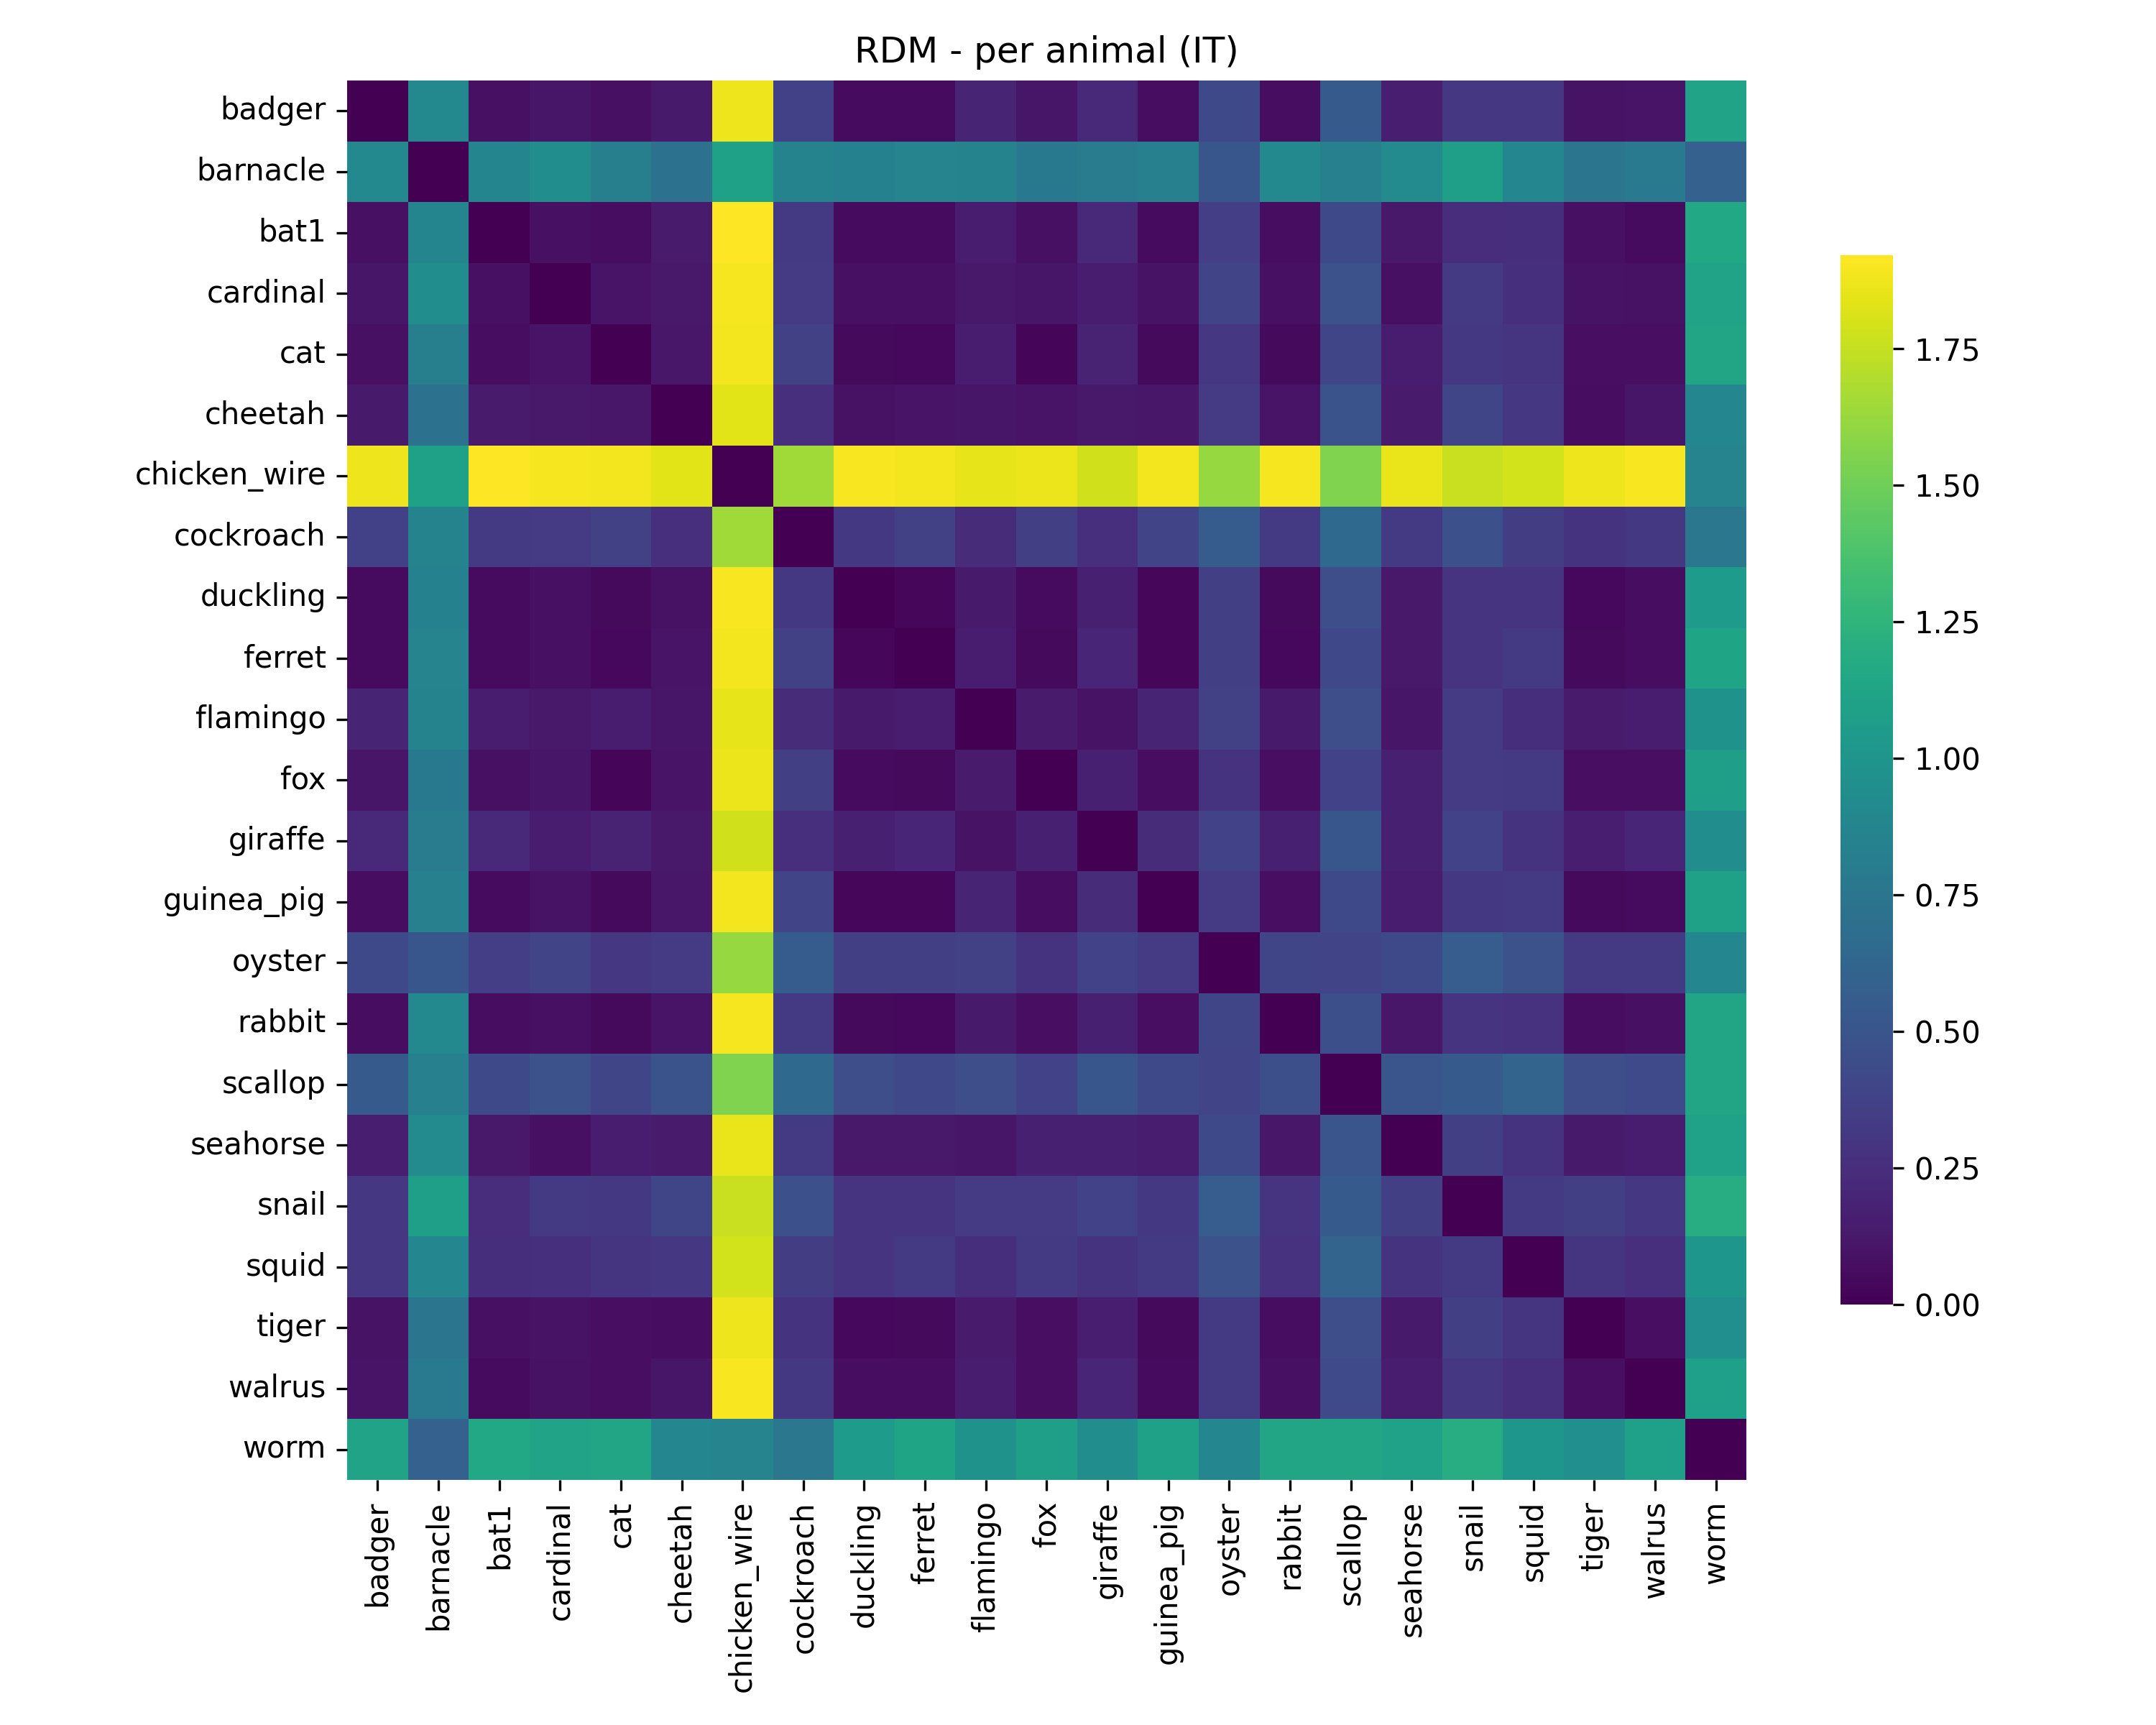 RDM - per animal (IT)
badger
barnacle
bat1
cardinal
cat
cheetah
chicken_wire
cockroach
duckling
ferret
flamingo
fox
giraffe
guinea_pig
oyster
rabbit
scallop
seahorse
snail
squid
tiger
walrus
worm
badger
barnacle
bat1
cardinal
cat
cheetah
chicken_wire
cockroach
duckling
ferret
flamingo
fox
giraffe
guinea_pig
oyster
rabbit
scallop
seahorse
snail
squid
tiger
walrus
worm
1.75
1.50
1.25
1.00
0.75
0.50
0.25
0.00